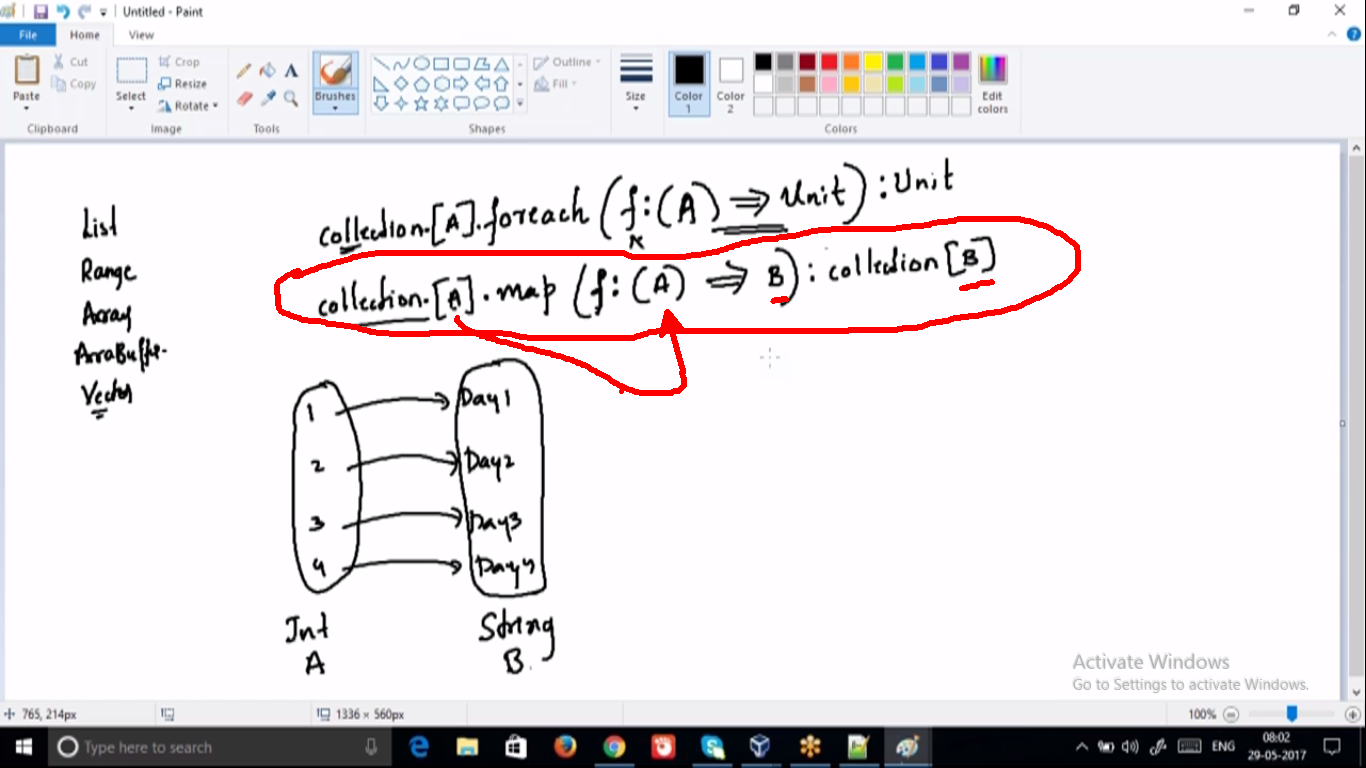 Untitled - Paint
File Home View
Paste Cut Copy Select Crop Resize Rotate Brushes Outline Fill Size Color 1 Color 2 Edit colors
Clipboard Image Tools Shapes Colors
collection.[A].foreach (f:(A) => Unit) : Unit
collection.[A].map (f:(A) => B) : collection[B]
List
Range
Array
ArraBuffer
Vector
1 Day1
2 Day2
3 Day3
4 Day4
Int String
A B
Activate Windows
Go to Settings to activate Windows.
765, 214px 1336 × 560px 100%
Type here to search ENG 08:02
29-05-2017